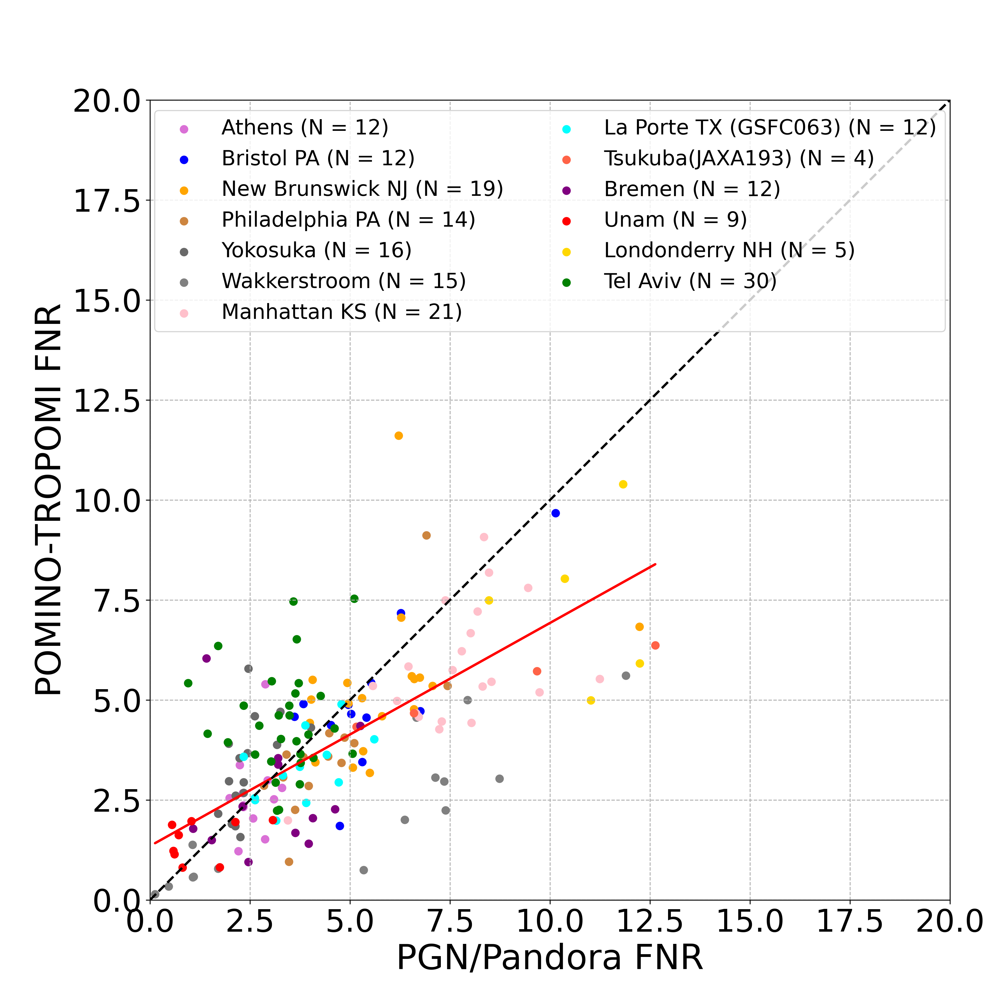 20.0
17.5
15.0
12.5
10.0
7.5
5.0
2.5
0.0
POMINO-TROPOMI FNR
Athens (N = 12)
Bristol PA (N = 12)
New Brunswick NJ (N = 19)
Philadelphia PA (N = 14)
Yokosuka (N = 16)
Wakkerstroom (N = 15)
Manhattan KS (N = 21)
La Porte TX (GSFC063) (N = 12)
Tsukuba(JAXA193) (N = 4)
Bremen (N = 12)
Unam (N = 9)
Londonderry NH (N = 5)
Tel Aviv (N = 30)
0.0 2.5 5.0 7.5 10.0 12.5 15.0 17.5 20.0
PGN/Pandora FNR